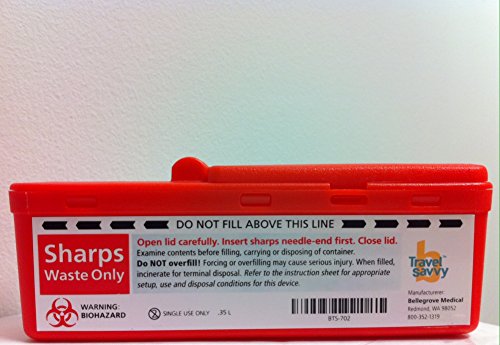 DO NOT FILL ABOVE THIS LINE
Sharps
Waste Only
Open lid carefully. Insert sharps needle-end first. Close lid.
Examine contents before filling, carrying or disposing of container.
Do NOT overfill! Forcing or overfilling may cause serious injury. When filled,
incinerate for terminal disposal. Refer to the instruction sheet for appropriate
setup, use and disposal conditions for this device.
b
Travel
savvy
WARNING:
BIOHAZARD
SINGLE USE ONLY .35 L
BTS-702
Manufacturer:
Bellegrove Medical
Redmond, WA 98052
800-352-1319